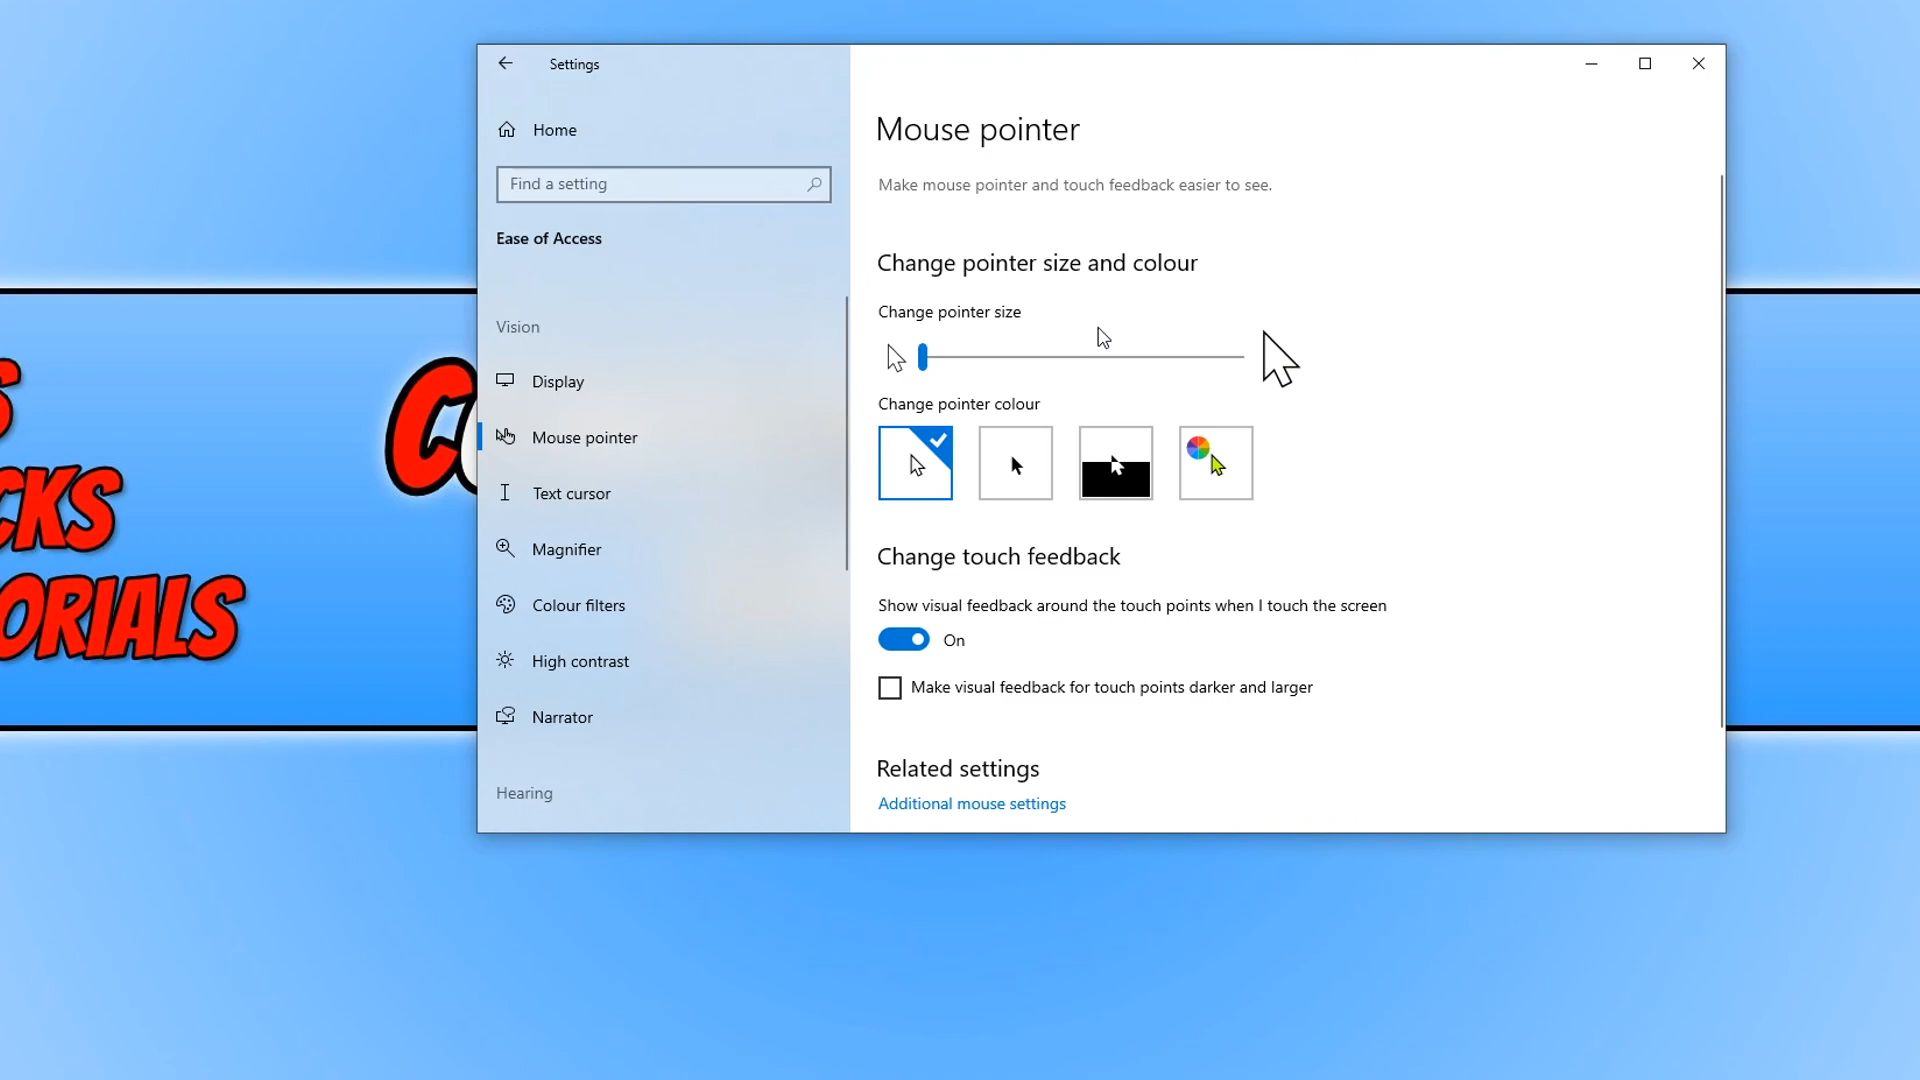 Settings
Home
Find a setting
Ease of Access
Vision
Display
Mouse pointer
Text cursor
Magnifier
Colour filters
High contrast
Narrator
Hearing
Mouse pointer
Make mouse pointer and touch feedback easier to see.
Change pointer size and colour
Change pointer size
Change pointer colour
Change touch feedback
Show visual feedback around the touch points when I touch the screen
On
Make visual feedback for touch points darker and larger
Related settings
Additional mouse settings